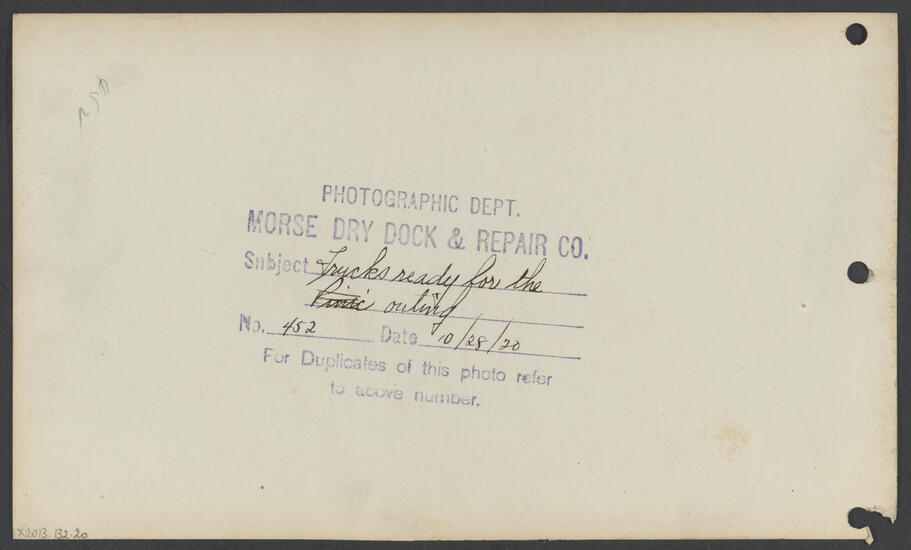 PHOTOGRAPHIC DEPT.
MORSE DRY DOCK & REPAIR CO.
Subject Trucks ready for the
Pinic outing
No. 452 Date 10/28/20
For Duplicates of this photo refer
to above number.
X2013.132.20